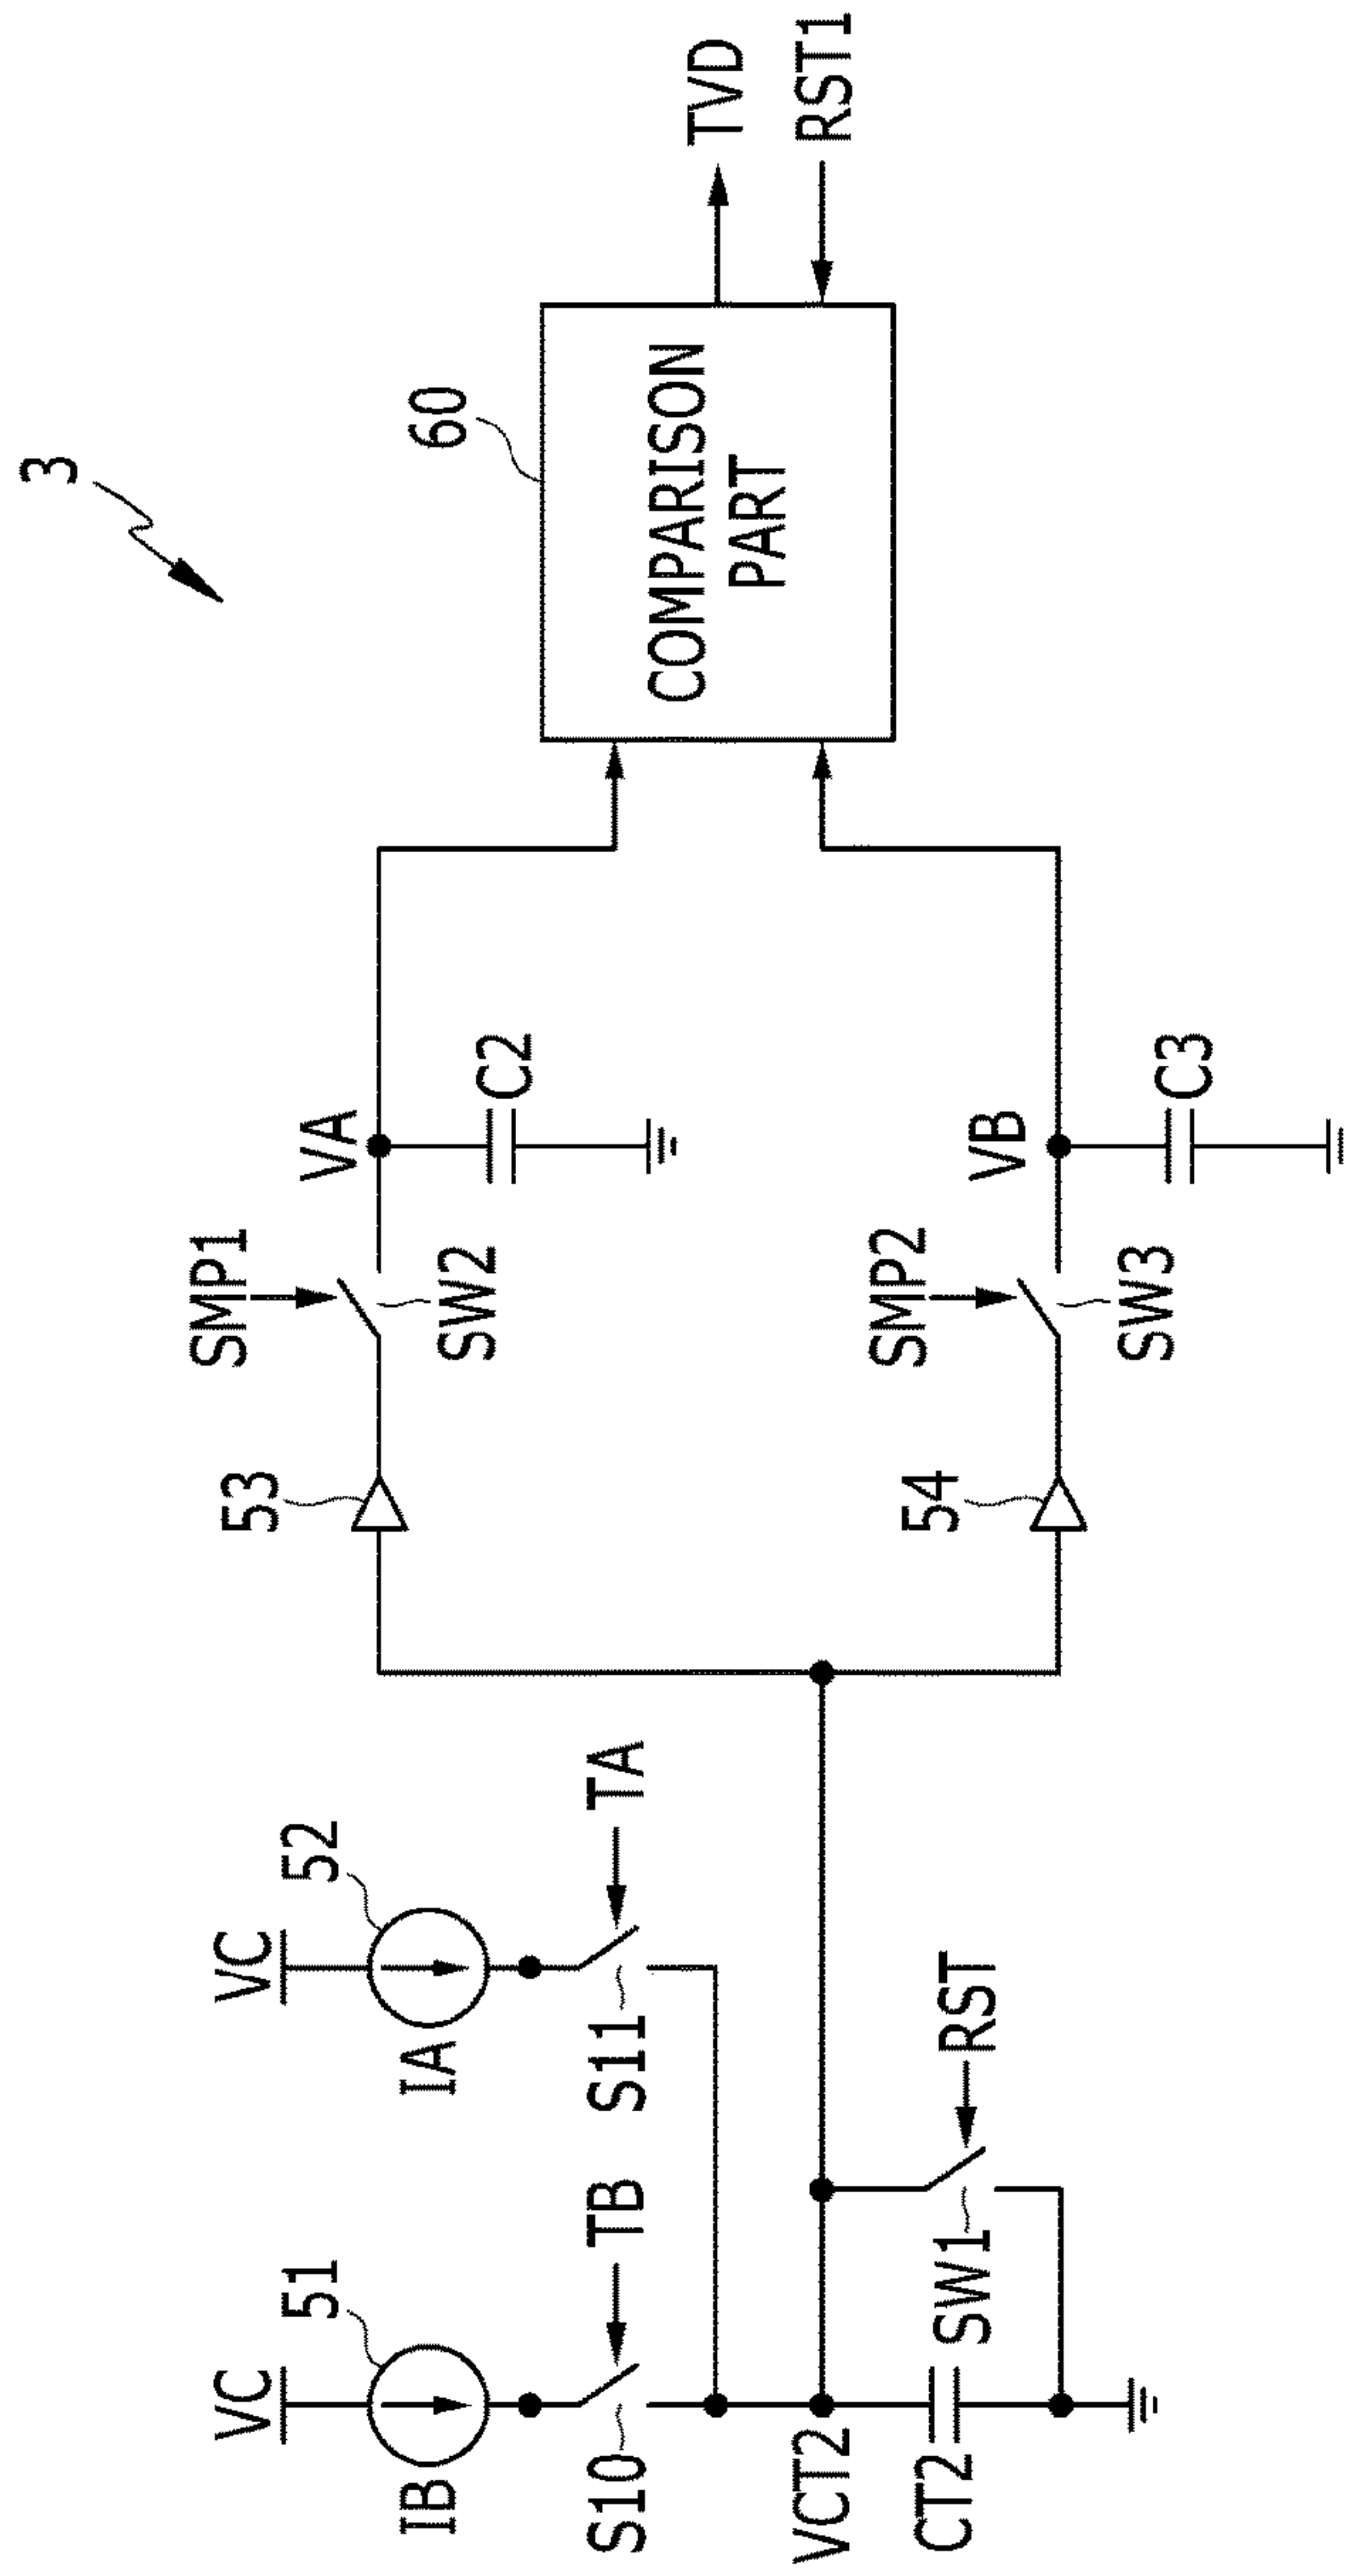 3
VC
51
IB
TB
S10
VC
52
IA
TA
S11
VCT2
CT2
SW1
RST
53
SMP1
SW2
VA
C2
54
SMP2
SW3
VB
C3
60
COMPARISON
PART
TVD
RST1